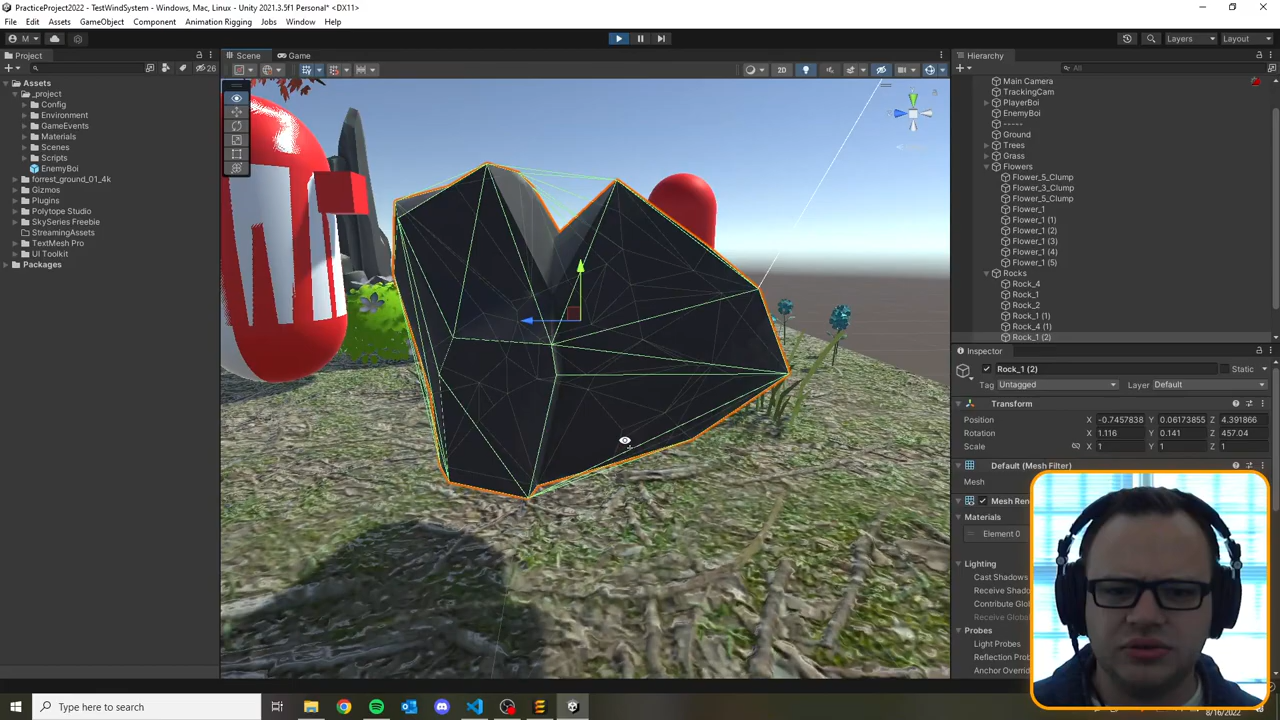 PracticeProject2022 - TestWindSystem - Windows, Mac, Linux - Unity 2021.3.5f1 Personal* <DX11>
File Edit Assets GameObject Component Animation Rigging Jobs Window Help
M
Layers Layout
Project
26
Assets
_project
Config
Environment
GameEvents
Materials
Scenes
Scripts
EnemyBoi
forrest_ground_01_4k
Gizmos
Plugins
Polytope Studio
SkySeries Freebie
StreamingAssets
TextMesh Pro
UI Toolkit
Packages
Scene Game
2D
Hierarchy
All
Main Camera
TrackingCam
PlayerBoi
EnemyBoi
-----
Ground
Trees
Grass
Flowers
Flower_5_Clump
Flower_3_Clump
Flower_5_Clump
Flower_1
Flower_1 (1)
Flower_1 (2)
Flower_1 (3)
Flower_1 (4)
Flower_1 (5)
Rocks
Rock_4
Rock_1
Rock_2
Rock_1 (1)
Rock_4 (1)
Rock_1 (2)
Inspector
Rock_1 (2) Static
Tag Untagged Layer Default
Transform
Position X -0.7457838 Y 0.06173855 Z 4.391866
Rotation X 1.116 Y 0.141 Z 457.04
Scale X 1 Y 1 Z 1
Default (Mesh Filter)
Mesh
Mesh Ren
Materials
Element 0
Lighting
Cast Shadows
Receive Shado
Contribute Glo
Receive Global
Probes
Light Probes
Reflection Prob
Anchor Overrid
Type here to search
8/16/2022